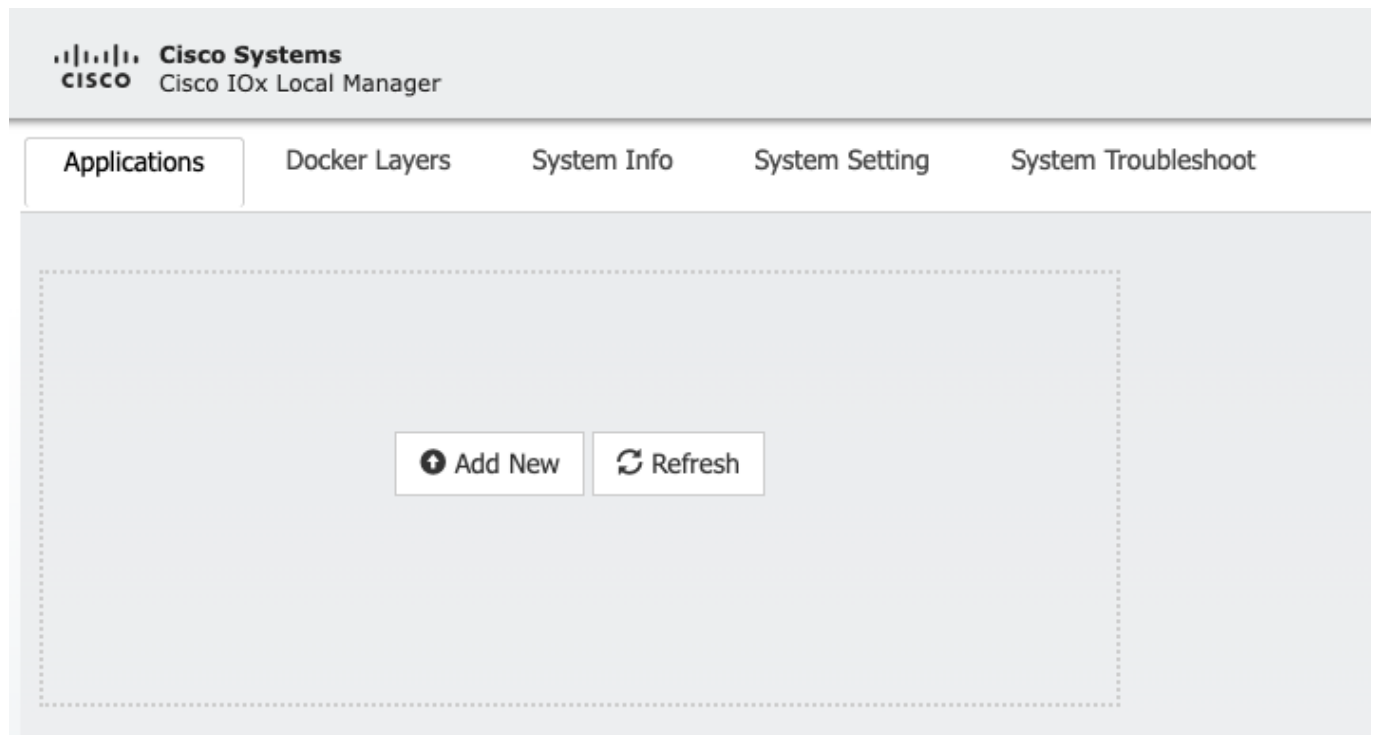 Cisco Systems
CISCO Cisco IOx Local Manager
Applications Docker Layers System Info System Setting System Troubleshoot
Add New Refresh